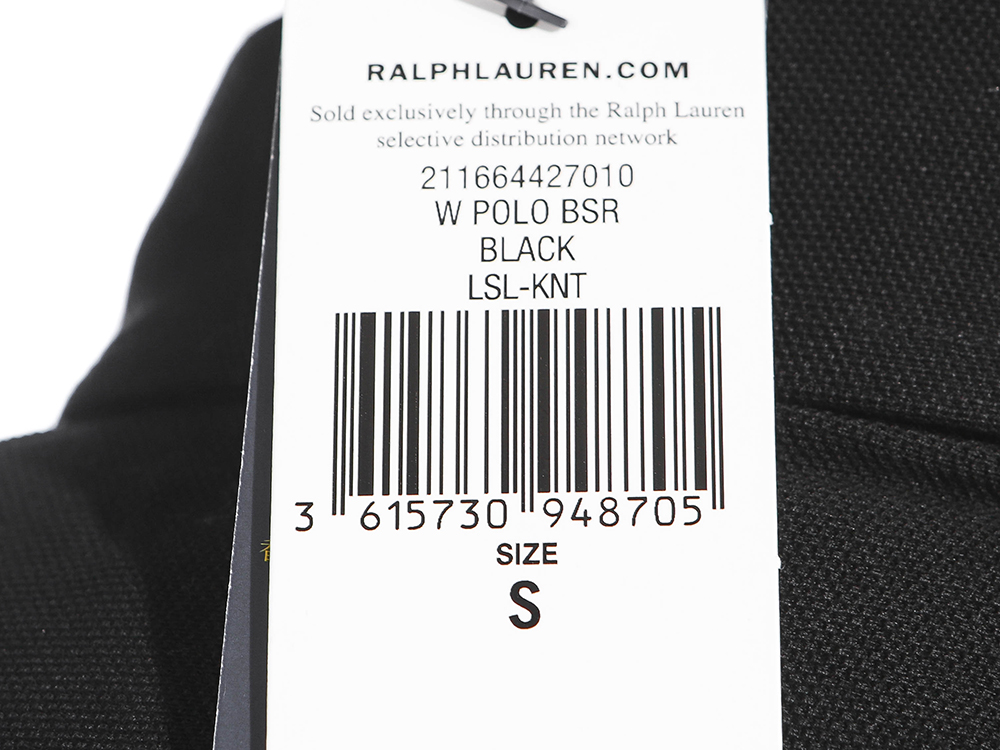 RALPHLAUREN.COM
Sold exclusively through the Ralph Lauren
selective distribution network
211664427010
W POLO BSR
BLACK
LSL-KNT
3 615730 948705
SIZE
S